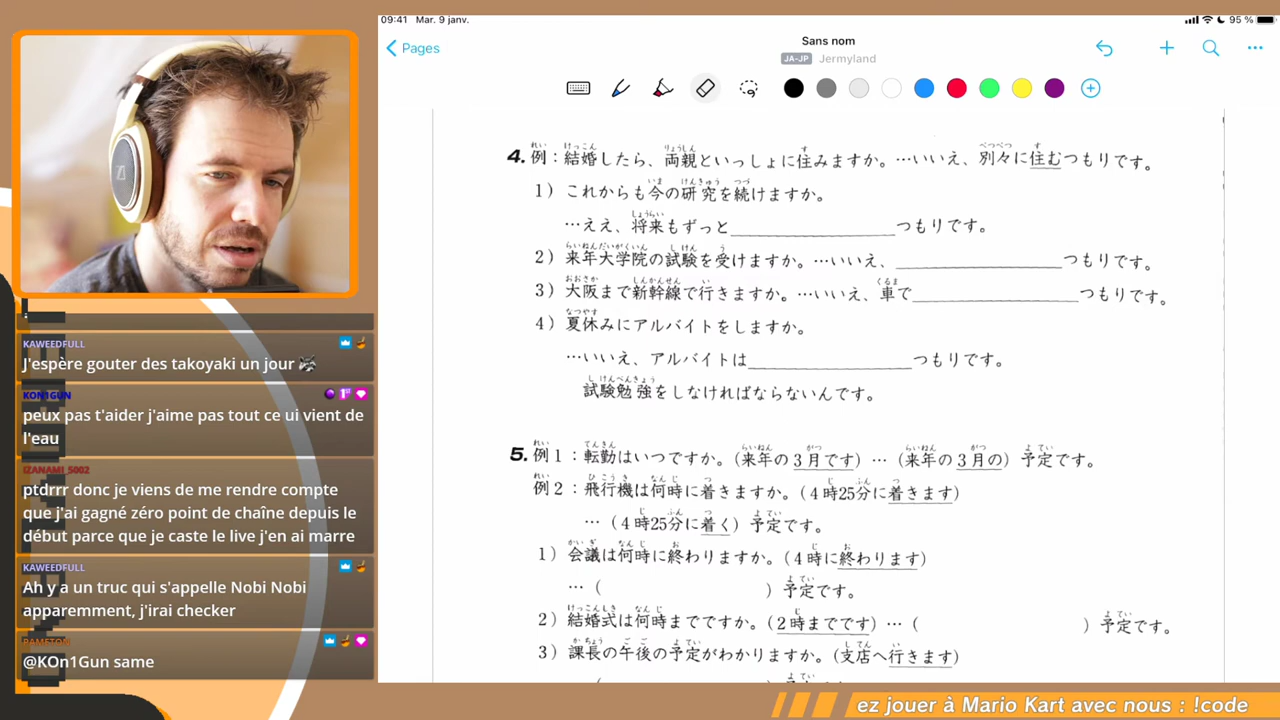 09:41 Mar. 9 janv.
95 %
Pages
Sans nom
JA-JP Jermyland
4. 例：結婚したら、両親といっしょに住みますか。…いいえ、別々に住むつもりです。
1）これからも今の研究を続けますか。
…ええ、将来もずっと＿＿＿＿＿＿つもりです。
2）来年大学院の試験を受けますか。…いいえ、＿＿＿＿＿＿つもりです。
3）大阪まで新幹線で行きますか。…いいえ、車で＿＿＿＿＿＿つもりです。
4）夏休みにアルバイトをしますか。
…いいえ、アルバイトは＿＿＿＿＿＿つもりです。
試験勉強をしなければならないんです。
5. 例1：転勤はいつですか。（来年の3月です）…（来年の3月の）予定です。
例2：飛行機は何時に着きますか。（4時25分に着きます）
…（4時25分に着く）予定です。
1）会議は何時に終わりますか。（4時に終わります）
…（　　　　　　）予定です。
2）結婚式は何時までですか。（2時までです）…（　　　　　　）予定です。
3）課長の午後の予定がわかりますか。（支店へ行きます）
KAWEEDFULL
J'espère gouter des takoyaki un jour
KON1GUN
peux pas t'aider j'aime pas tout ce ui vient de
l'eau
IZANAMI_5002
ptdrrr donc je viens de me rendre compte
que j'ai gagné zéro point de chaîne depuis le
début parce que je caste le live j'en ai marre
KAWEEDFULL
Ah y a un truc qui s'appelle Nobi Nobi
apparemment, j'irai checker
@KOn1Gun same
ez jouer à Mario Kart avec nous : !code